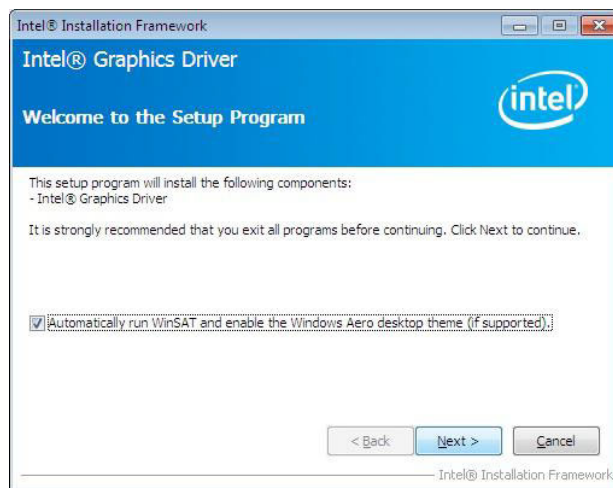 Intel® Installation Framework
Intel® Graphics Driver
intel
Welcome to the Setup Program
This setup program will install the following components:
- Intel® Graphics Driver
It is strongly recommended that you exit all programs before continuing. Click Next to continue.
Automatically run WinSAT and enable the Windows Aero desktop theme (if supported).
< Back
Next >
Cancel
Intel® Installation Framework